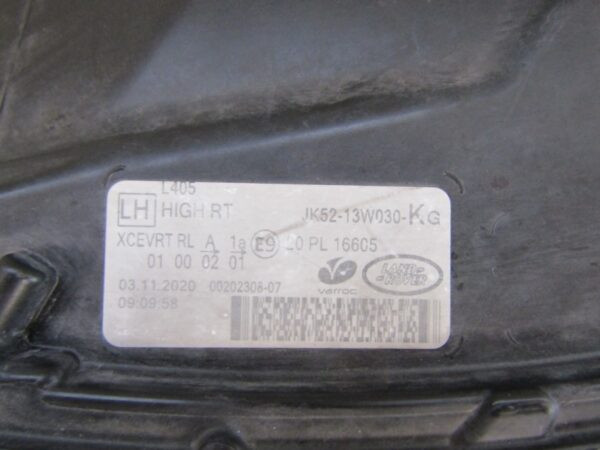 L405
LH HIGH RT JK52-13W030-KG
XCEVRT RL A 1a E9 20 PL 16605
01 00 02 01
03.11.2020 00202308-07
09:09:58
varroc
LAND-
-ROVER